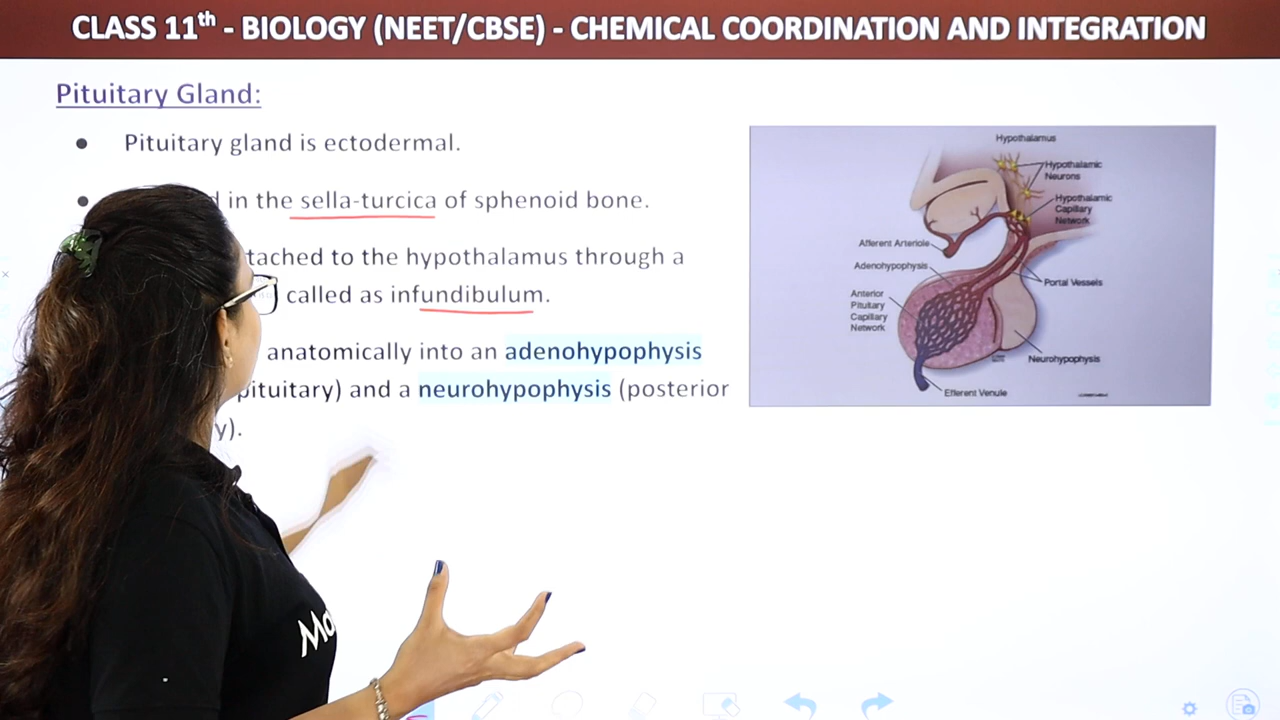 CLASS 11th - BIOLOGY (NEET/CBSE) - CHEMICAL COORDINATION AND INTEGRATION
Pituitary Gland:
● Pituitary gland is ectodermal.
● in the sella-turcica of sphenoid bone.
to the hypothalamus through a
called as infundibulum.
anatomically into an adenohypophysis
pituitary) and a neurohypophysis (posterior
y).
Hypothalamus
Hypothalamic
Neurons
Hypothalamic
Capillary
Network
Afferent Arteriole
Adenohypophysis
Portal Vessels
Anterior
Pituitary
Capillary
Network
Neurohypophysis
Efferent Venule
Ma